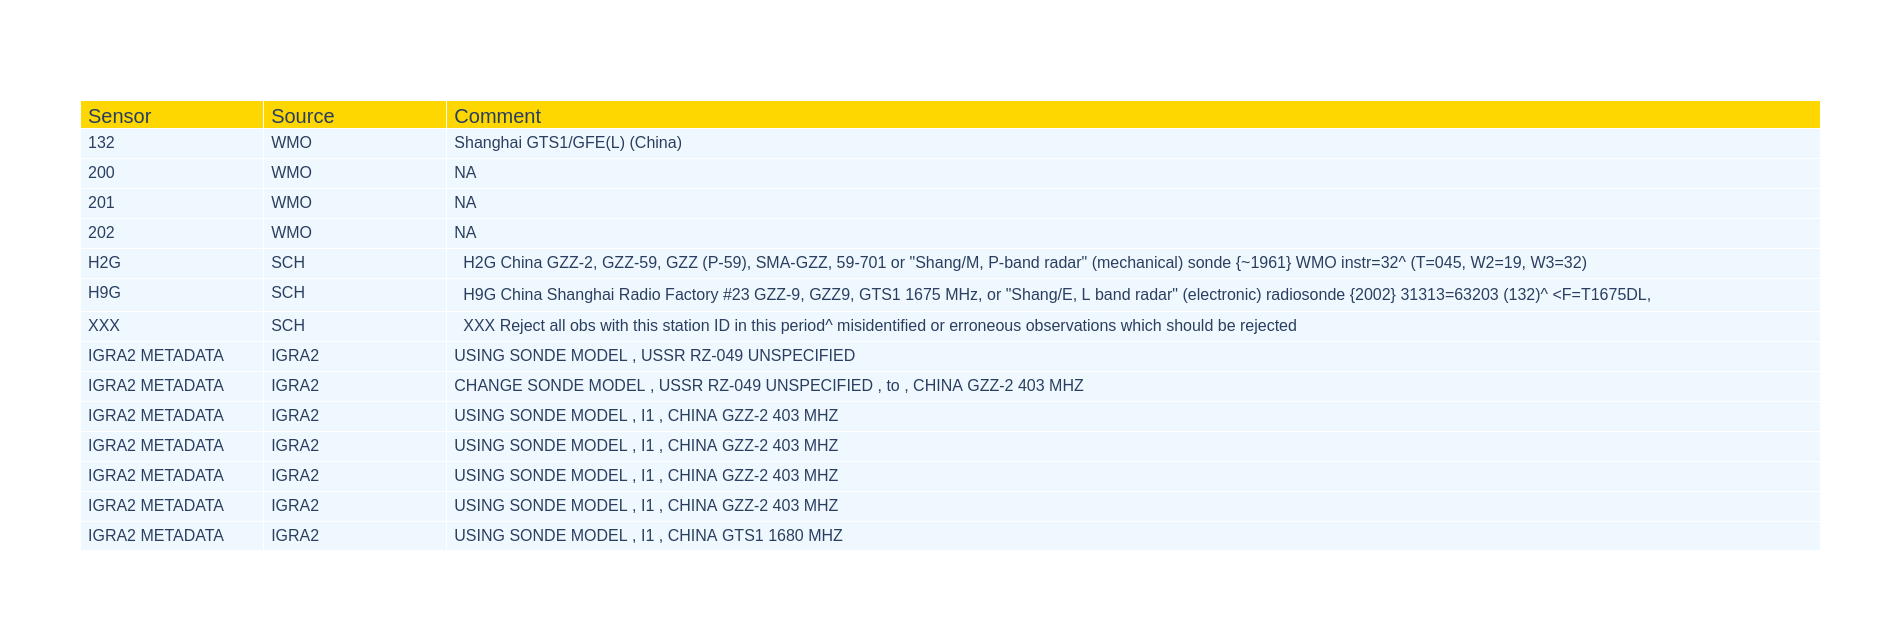 Sensor Source Comment
132 WMO Shanghai GTS1/GFE(L) (China)
200 WMO NA
201 WMO NA
202 WMO NA
H2G SCH H2G China GZZ-2, GZZ-59, GZZ (P-59), SMA-GZZ, 59-701 or "Shang/M, P-band radar" (mechanical) sonde {~1961} WMO instr=32^ (T=045, W2=19, W3=32)
H9G SCH H9G China Shanghai Radio Factory #23 GZZ-9, GZZ9, GTS1 1675 MHz, or "Shang/E, L band radar" (electronic) radiosonde {2002} 31313=63203 (132)^ <F=T1675DL,
XXX SCH XXX Reject all obs with this station ID in this period^ misidentified or erroneous observations which should be rejected
IGRA2 METADATA IGRA2 USING SONDE MODEL , USSR RZ-049 UNSPECIFIED
IGRA2 METADATA IGRA2 CHANGE SONDE MODEL , USSR RZ-049 UNSPECIFIED , to , CHINA GZZ-2 403 MHZ
IGRA2 METADATA IGRA2 USING SONDE MODEL , I1 , CHINA GZZ-2 403 MHZ
IGRA2 METADATA IGRA2 USING SONDE MODEL , I1 , CHINA GZZ-2 403 MHZ
IGRA2 METADATA IGRA2 USING SONDE MODEL , I1 , CHINA GZZ-2 403 MHZ
IGRA2 METADATA IGRA2 USING SONDE MODEL , I1 , CHINA GZZ-2 403 MHZ
IGRA2 METADATA IGRA2 USING SONDE MODEL , I1 , CHINA GTS1 1680 MHZ